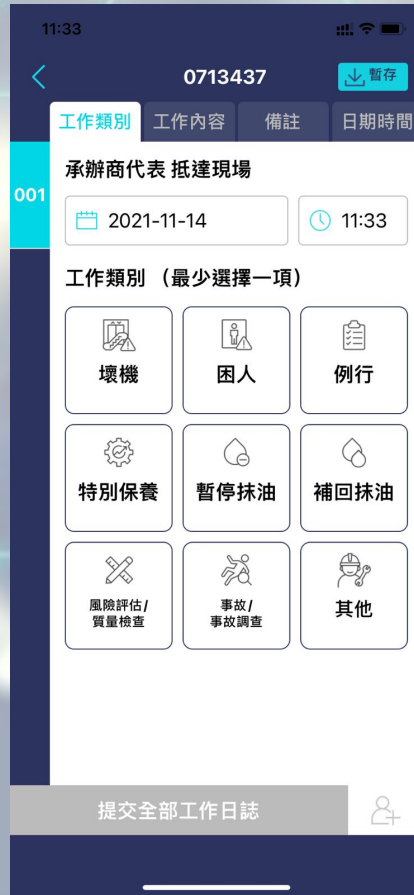 11:33
0713437
暫存
工作類別 工作內容 備註 日期時間
001
承辦商代表 抵達現場
2021-11-14 11:33
工作類別 （最少選擇一項）
壞機 困人 例行
特別保養 暫停抹油 補回抹油
風險評估/
質量檢查
事故/
事故調查
其他
提交全部工作日誌